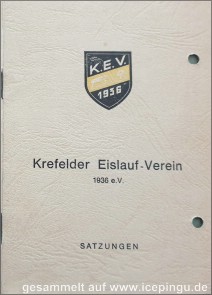 K.E.V.
1936
Krefelder Eislauf-Verein
1936 e.V.
SATZUNGEN
gesammelt auf www.icepingu.de